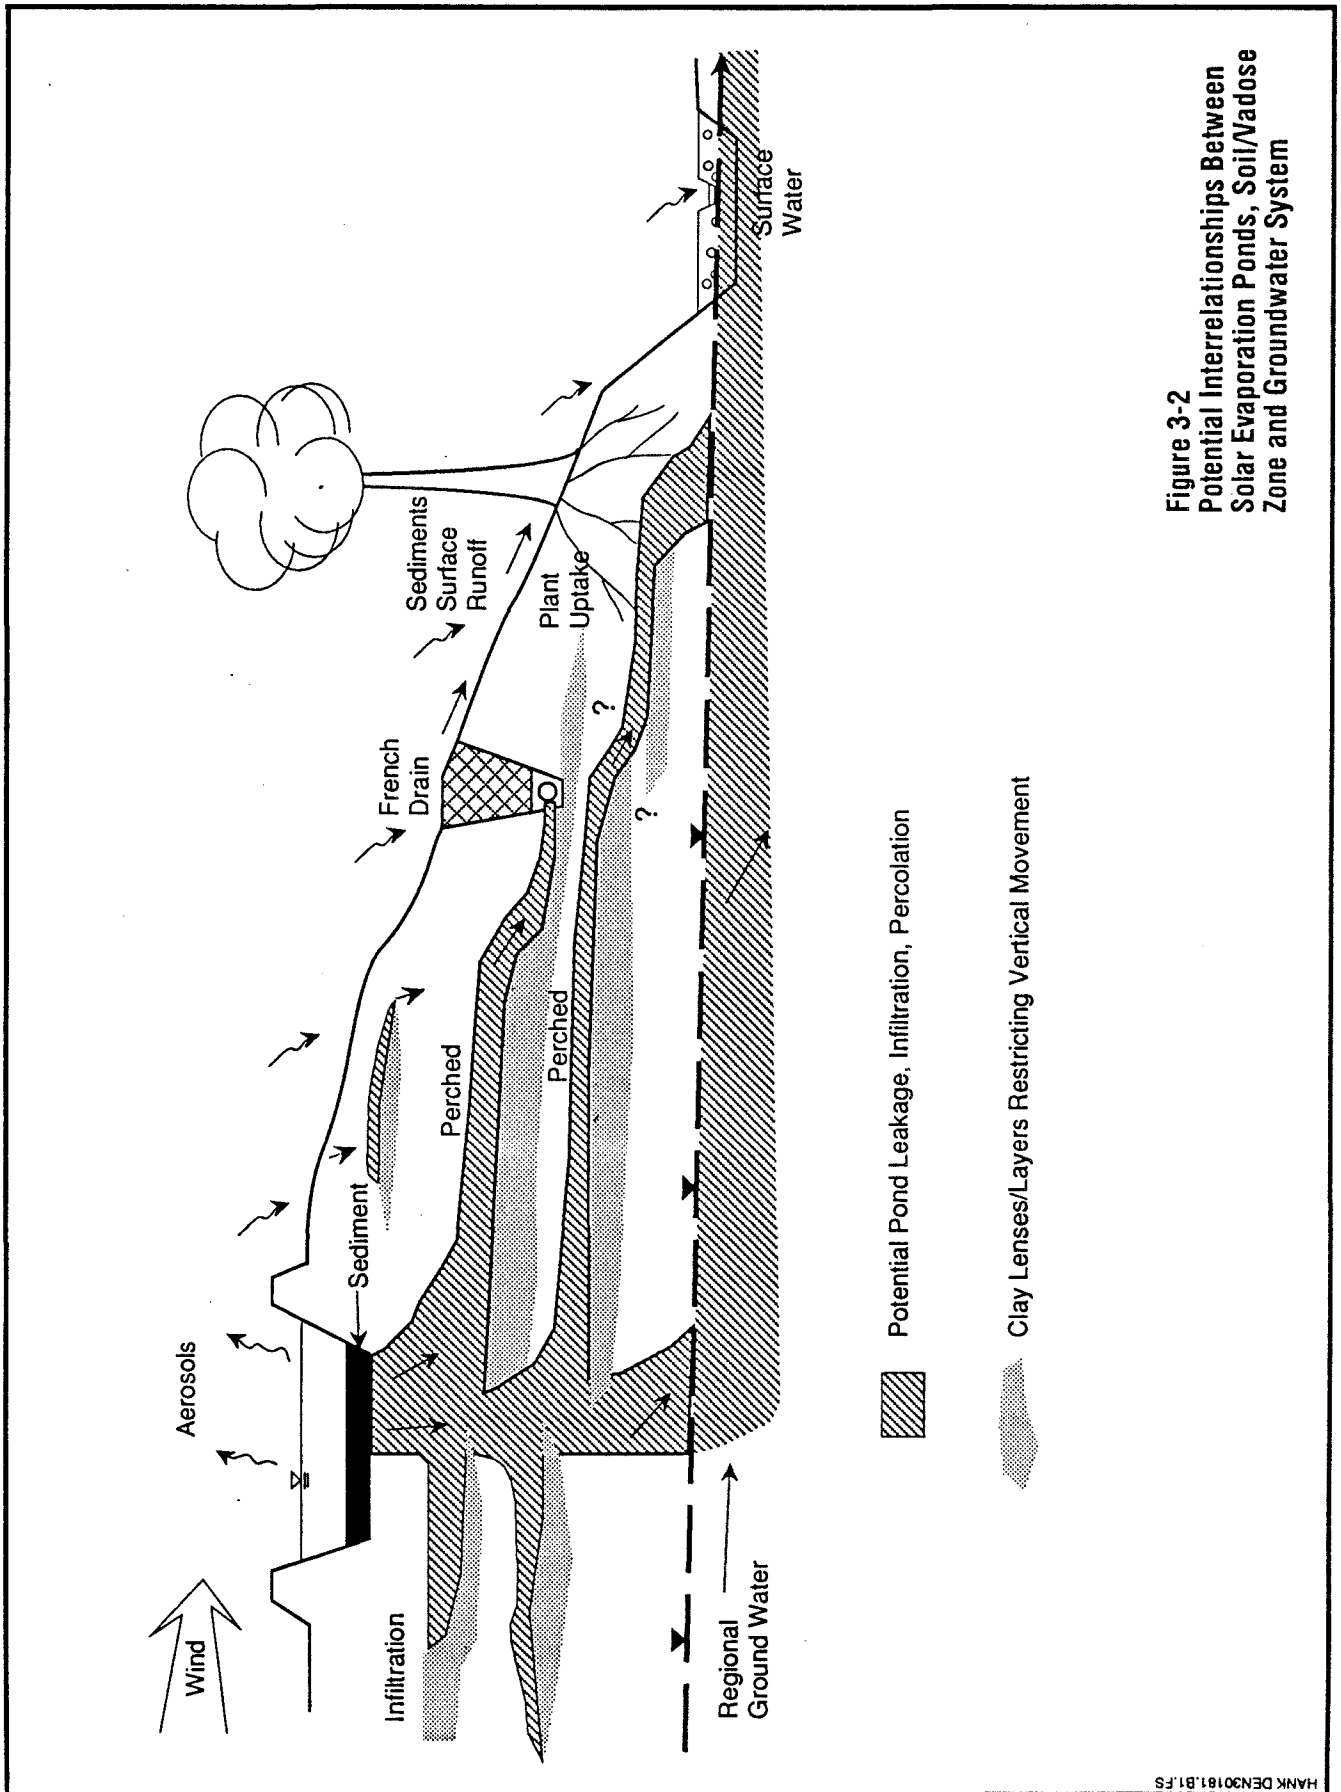 Wind
Aerosols
Infiltration
Sediment
Perched
Perched
French
Drain
Sediments
Surface
Runoff
Plant
Uptake
?
?
Surface
Water
Regional
Ground Water
Potential Pond Leakage, Infiltration, Percolation
Clay Lenses/Layers Restricting Vertical Movement
Figure 3-2
Potential Interrelationships Between
Solar Evaporation Ponds, Soil/Vadose
Zone and Groundwater System
HANK DEN30181.B1.FS